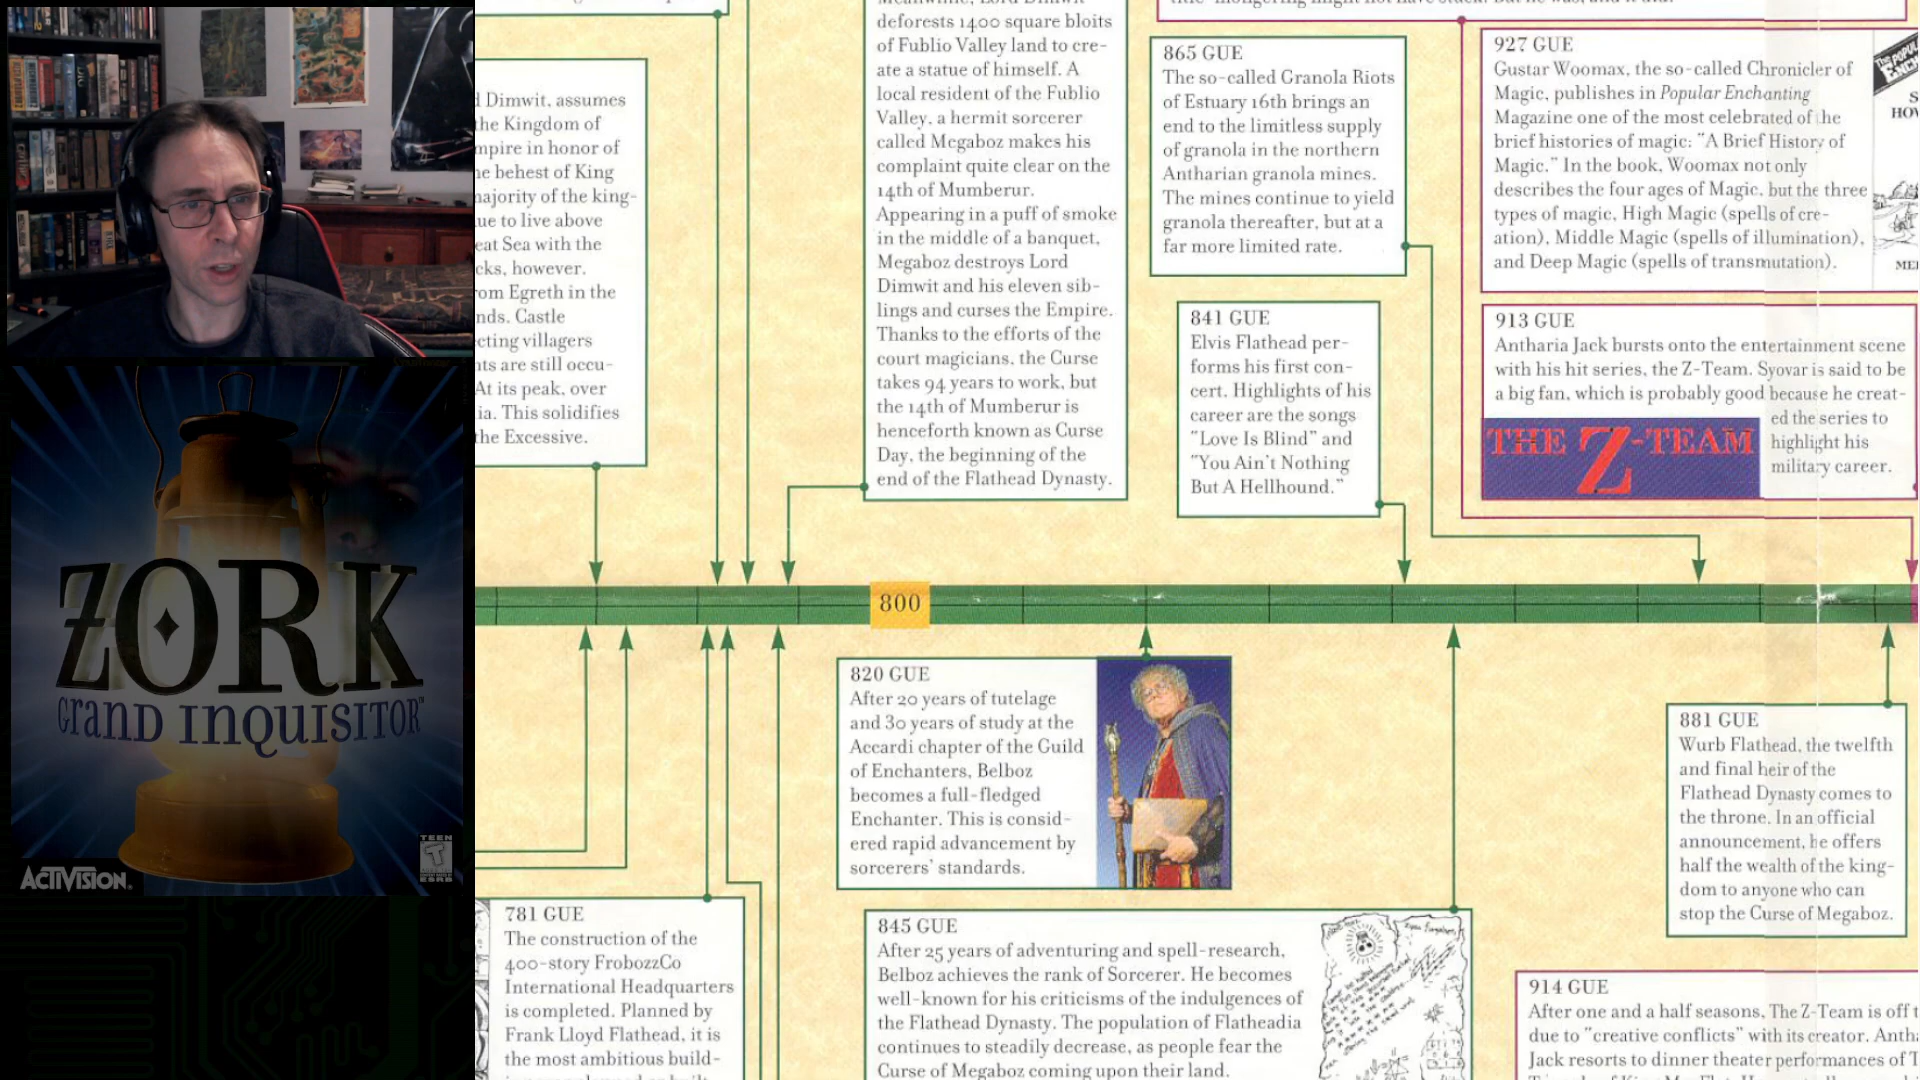 ZORK
Grand Inquisitor™
TEEN
T
ESRB
ACTIVISION.
d Dimwit, assumes
the Kingdom of
mpire in honor of
he behest of King
najority of the king-
ue to live above
eat Sea with the
cks, however.
rom Egreth in the
nds. Castle
cting villagers
nts are still occu-
At its peak, over
ia. This solidifies
the Excessive.
deforests 1400 square bloits
of Fublio Valley land to cre-
ate a statue of himself. A
local resident of the Fublio
Valley, a hermit sorcerer
called Megaboz makes his
complaint quite clear on the
14th of Mumberur.
Appearing in a puff of smoke
in the middle of a banquet,
Megaboz destroys Lord
Dimwit and his eleven sib-
lings and curses the Empire.
Thanks to the efforts of the
court magicians, the Curse
takes 94 years to work, but
the 14th of Mumberur is
henceforth known as Curse
Day, the beginning of the
end of the Flathead Dynasty.
865 GUE
The so-called Granola Riots
of Estuary 16th brings an
end to the limitless supply
of granola in the northern
Antharian granola mines.
The mines continue to yield
granola thereafter, but at a
far more limited rate.
841 GUE
Elvis Flathead per-
forms his first con-
cert. Highlights of his
career are the songs
"Love Is Blind" and
"You Ain't Nothing
But A Hellhound."
927 GUE
Gustar Woomax, the so-called Chronicler of
Magic, publishes in Popular Enchanting
Magazine one of the most celebrated of the
brief histories of magic: "A Brief History of
Magic." In the book, Woomax not only
describes the four ages of Magic, but the three
types of magic, High Magic (spells of cre-
ation), Middle Magic (spells of illumination),
and Deep Magic (spells of transmutation).
913 GUE
Antharia Jack bursts onto the entertainment scene
with his hit series, the Z-Team. Syovar is said to be
a big fan, which is probably good because he creat-
ed the series to
highlight his
military career.
THE Z-TEAM
800
820 GUE
After 20 years of tutelage
and 30 years of study at the
Accardi chapter of the Guild
of Enchanters, Belboz
becomes a full-fledged
Enchanter. This is consid-
ered rapid advancement by
sorcerers' standards.
881 GUE
Wurb Flathead, the twelfth
and final heir of the
Flathead Dynasty comes to
the throne. In an official
announcement, he offers
half the wealth of the king-
dom to anyone who can
stop the Curse of Megaboz.
781 GUE
The construction of the
400-story FrobozzCo
International Headquarters
is completed. Planned by
Frank Lloyd Flathead, it is
the most ambitious build-
845 GUE
After 25 years of adventuring and spell-research,
Belboz achieves the rank of Sorcerer. He becomes
well-known for his criticisms of the indulgences of
the Flathead Dynasty. The population of Flatheadia
continues to steadily decrease, as people fear the
Curse of Megaboz coming upon their land.
914 GUE
After one and a half seasons, The Z-Team is off t
due to "creative conflicts" with its creator. Antha
Jack resorts to dinner theater performances of T